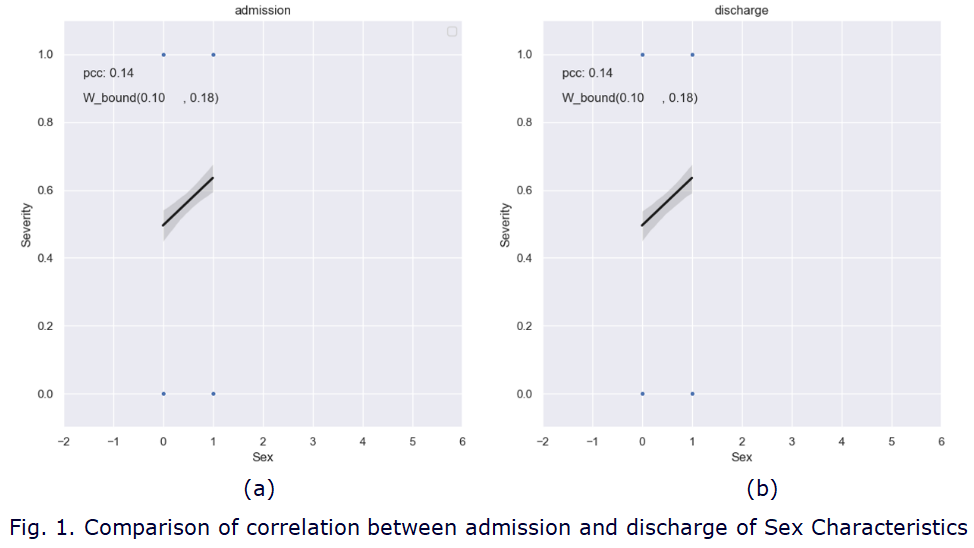 admission
1.0
0.8
0.6
0.4
0.2
0.0
Severity
pcc: 0.14
W_bound(0.10 , 0.18)
−2 −1 0 1 2 3 4 5 6
Sex
(a)
discharge
1.0
0.8
0.6
0.4
0.2
0.0
Severity
pcc: 0.14
W_bound(0.10 , 0.18)
−2 −1 0 1 2 3 4 5 6
Sex
(b)
Fig. 1. Comparison of correlation between admission and discharge of Sex Characteristics